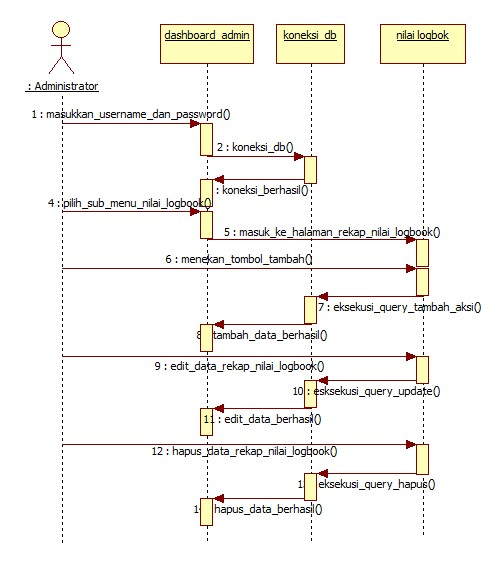 dashboard_admin
koneksi_db
nilai logbok
: Administrator
1 : masukkan_username_dan_password()
2 : koneksi_db()
: koneksi_berhasil()
4 : pilih_sub_menu_nilai_logbook()
5 : masuk_ke_halaman_rekap_nilai_logbook()
6 : menekan_tombol_tambah()
7 : eksekusi_query_tambah_aksi()
8 : tambah_data_berhasil()
9 : edit_data_rekap_nilai_logbook()
10 : esksekusi_query_update()
11 : edit_data_berhasil()
12 : hapus_data_rekap_nilai_logbook()
eksekusi_query_hapus()
hapus_data_berhasil()